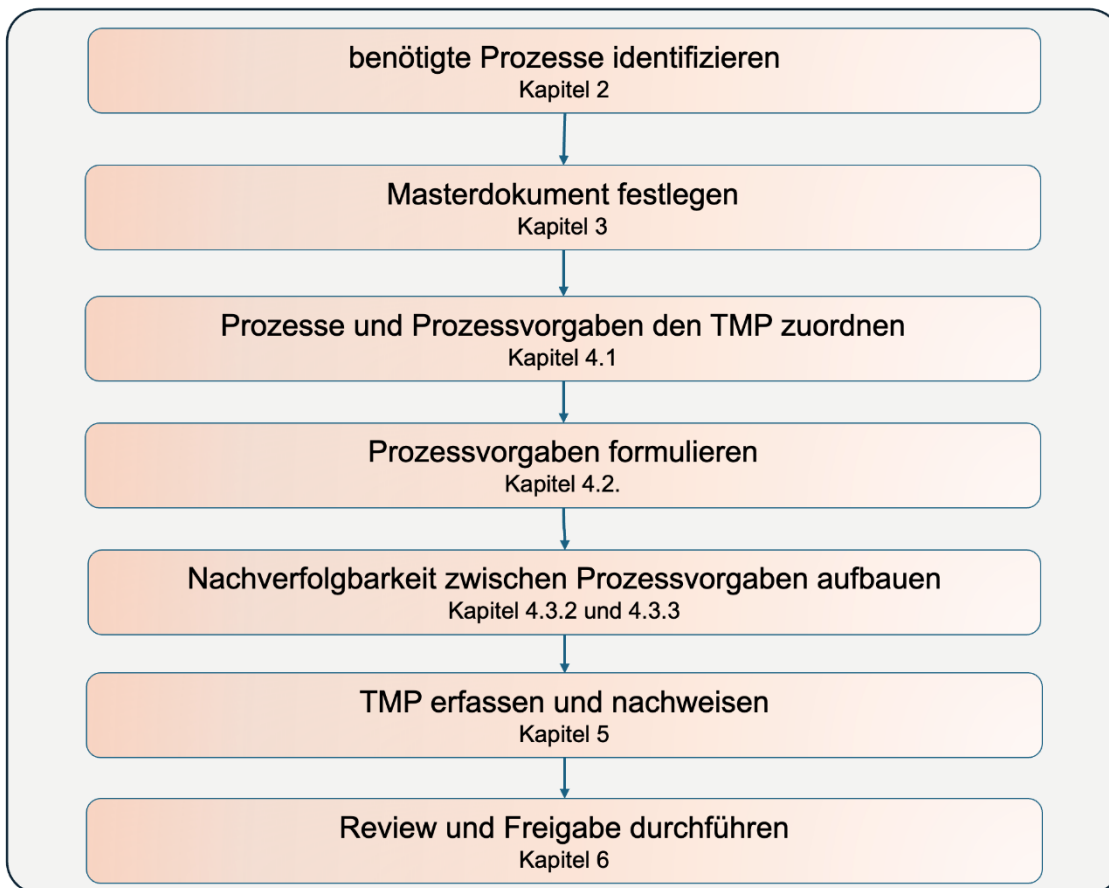 benötigte Prozesse identifizieren
Kapitel 2
Masterdokument festlegen
Kapitel 3
Prozesse und Prozessvorgaben den TMP zuordnen
Kapitel 4.1
Prozessvorgaben formulieren
Kapitel 4.2.
Nachverfolgbarkeit zwischen Prozessvorgaben aufbauen
Kapitel 4.3.2 und 4.3.3
TMP erfassen und nachweisen
Kapitel 5
Review und Freigabe durchführen
Kapitel 6